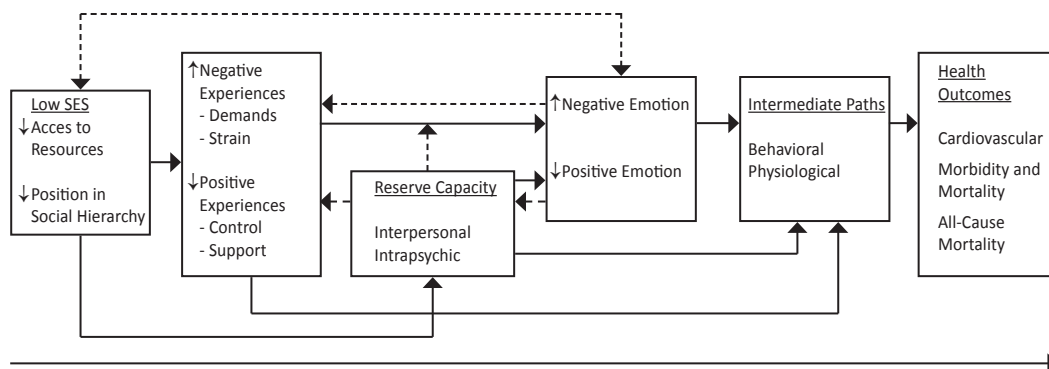 Low SES
↓Acces to
Resources
↓Position in
Social Hierarchy
↑Negative
Experiences
- Demands
- Strain
↓Positive
Experiences
- Control
- Support
Reserve Capacity
Interpersonal
Intrapsychic
↑Negative Emotion
↓Positive Emotion
Intermediate Paths
Behavioral
Physiological
Health
Outcomes
Cardiovascular
Morbidity and
Mortality
All-Cause
Mortality